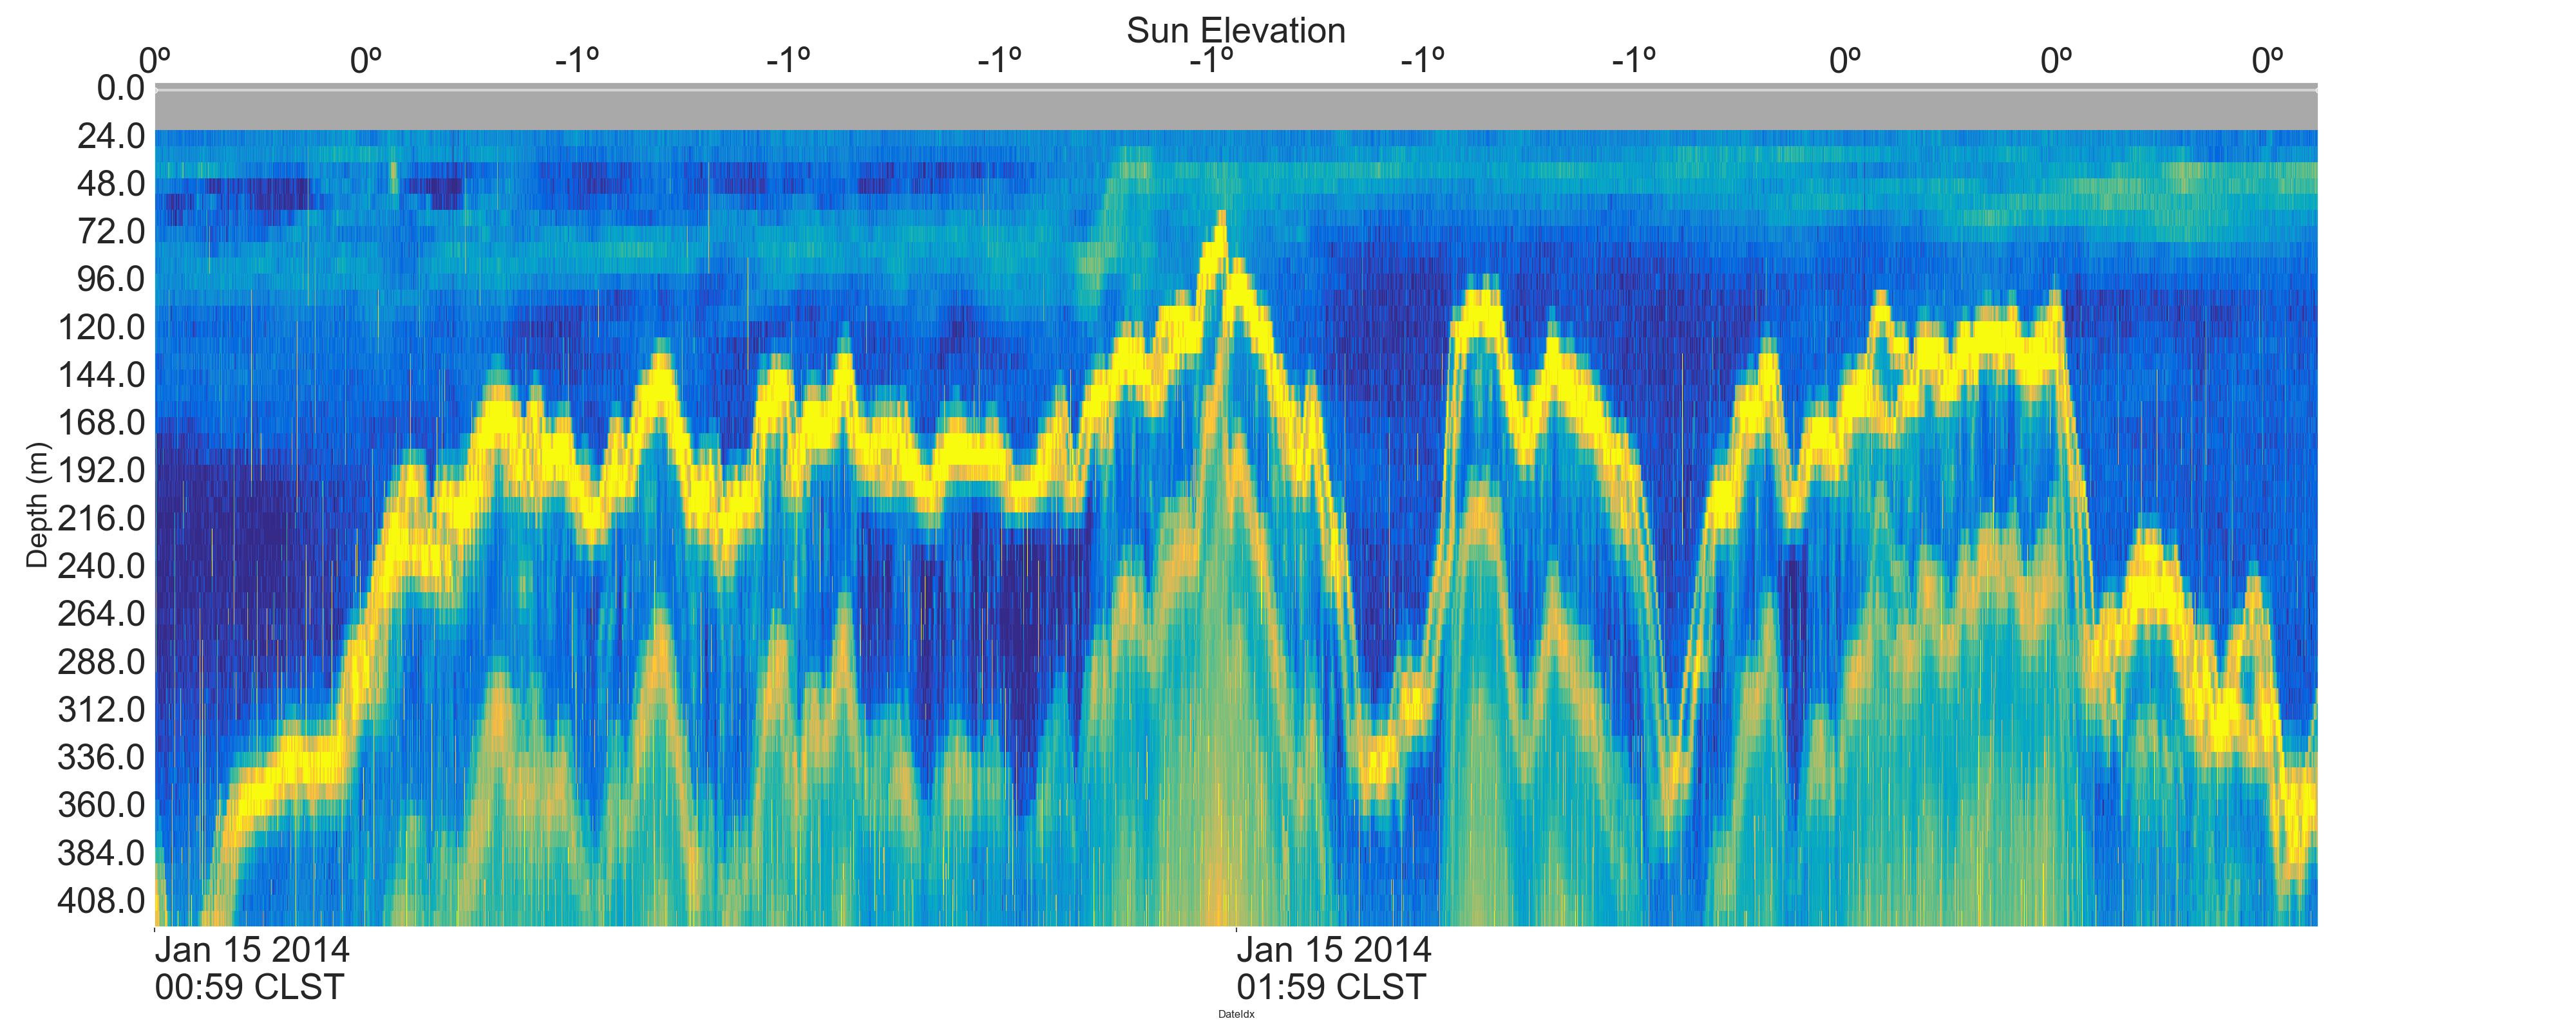 Sun Elevation
0º 0º -1º -1º -1º -1º -1º -1º 0º 0º 0º
0.0
24.0
48.0
72.0
96.0
120.0
144.0
168.0
192.0
216.0
240.0
264.0
288.0
312.0
336.0
360.0
384.0
408.0
Depth (m)
Jan 15 2014
00:59 CLST
Jan 15 2014
01:59 CLST
DateIdx